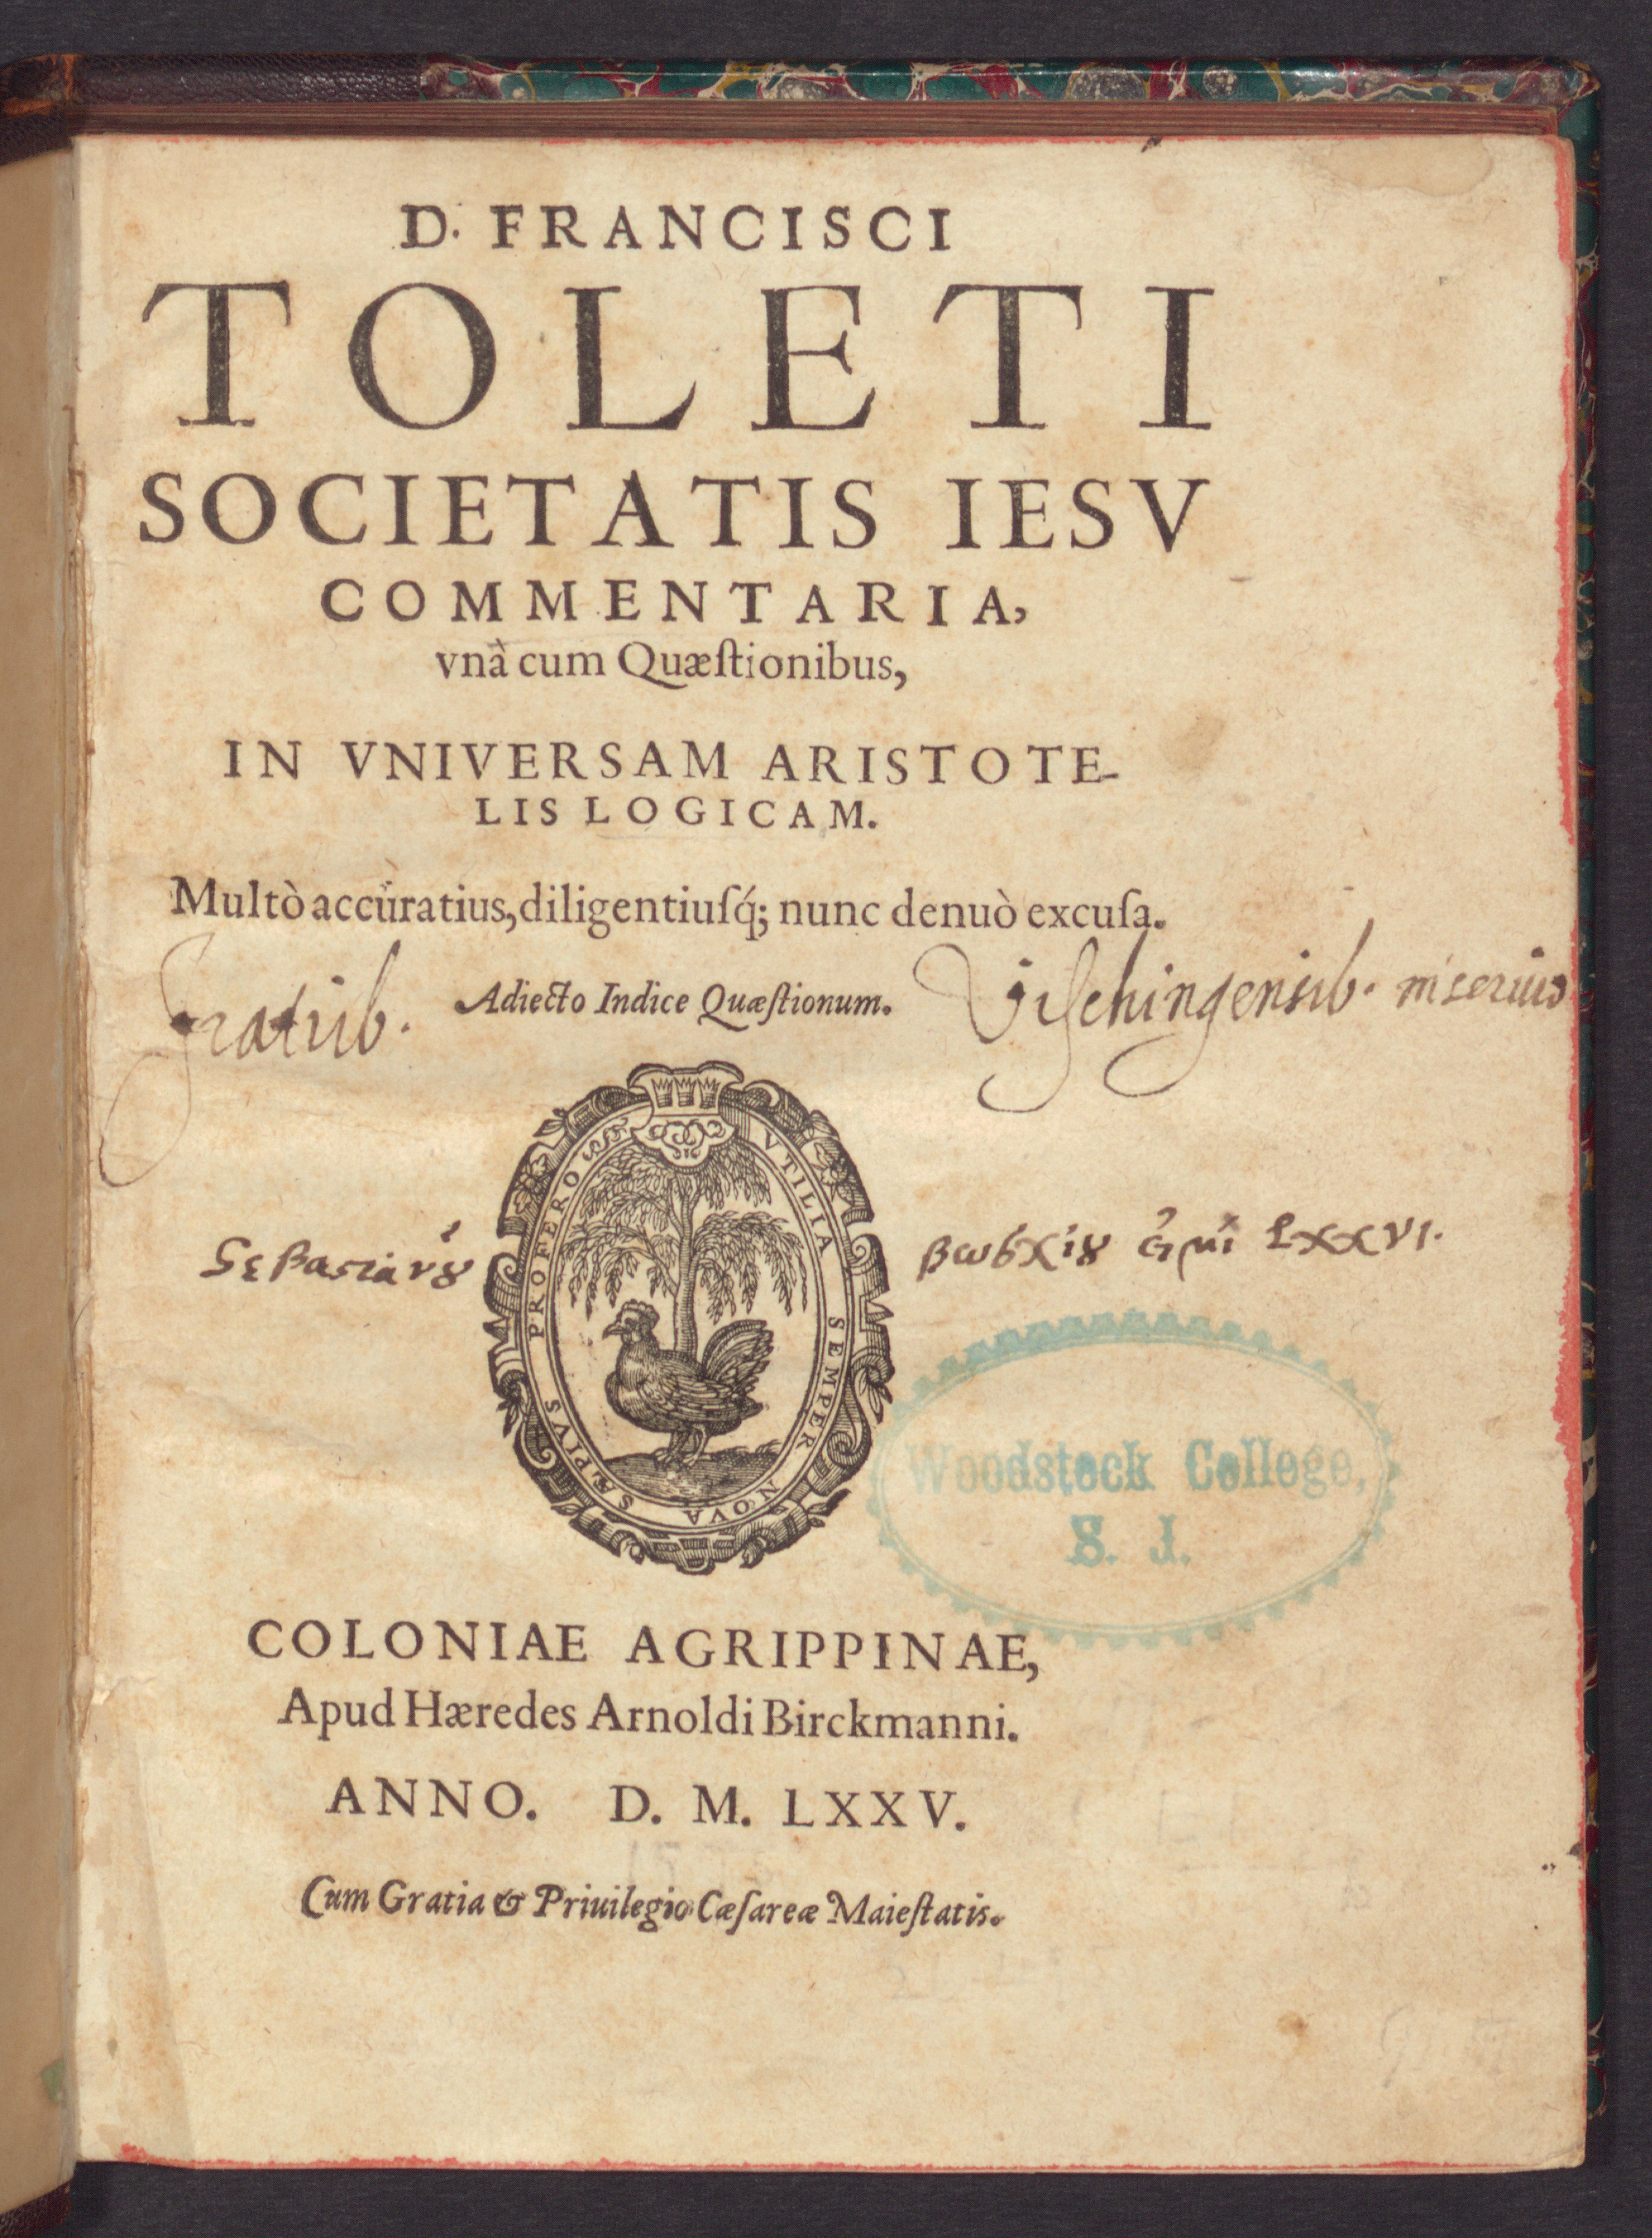 D. FRANCISCI
TOLETI
SOCIETATIS IESV
COMMENTARIA,
vnà cum Quæſtionibus,
IN VNIVERSAM ARISTOTE-
LIS LOGICAM.
Multò accuratius, diligentiuſq́; nunc denuò excuſa.
Adiecto Indice Quæſtionum.
PROFERO VTILIA SEMPER NOVA SÆPIVS
LXXVI.
Woodstock College,
S. J.
COLONIAE AGRIPPINAE,
Apud Hæredes Arnoldi Birckmanni.
ANNO. D. M. LXXV.
Cum Gratia & Priuilegio Cæſareæ Maieſtatis.